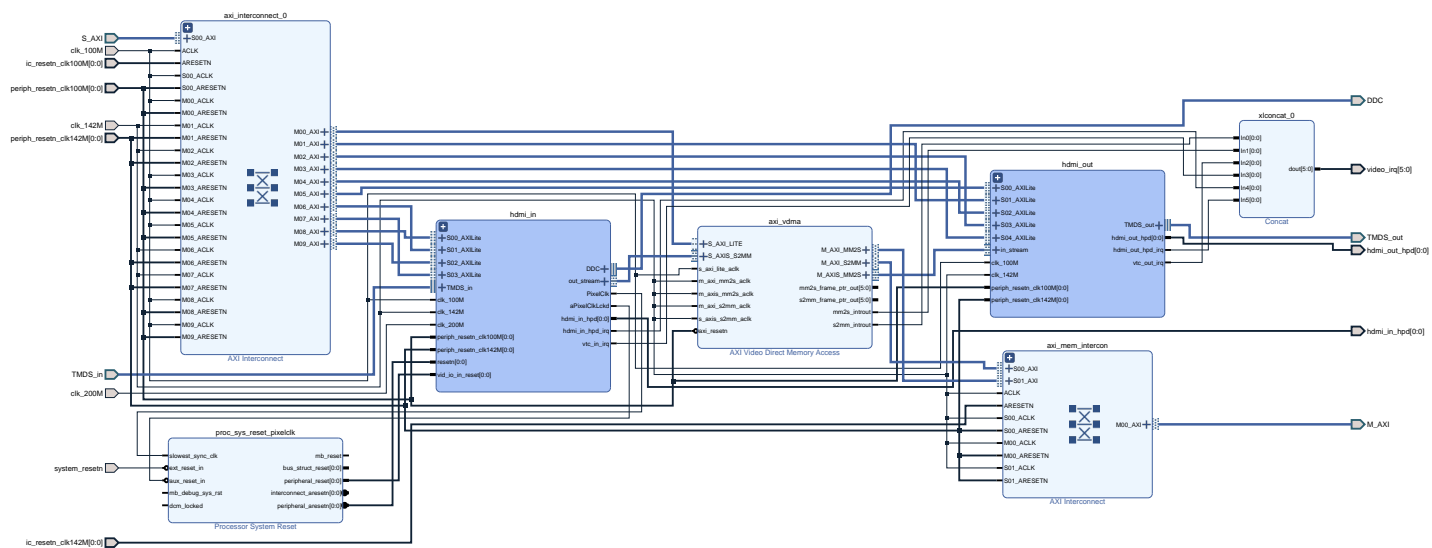 axi_interconnect_0
S_AXI
clk_100M
ic_resetn_clk100M[0:0]
periph_resetn_clk100M[0:0]
clk_142M
periph_resetn_clk142M[0:0]
TMDS_in
clk_200M
system_resetn
ic_resetn_clk142M[0:0]
S00_AXI
ACLK
ARESETN
S00_ACLK
S00_ARESETN
M00_ACLK
M00_ARESETN
M01_ACLK
M01_ARESETN
M02_ACLK
M02_ARESETN
M03_ACLK
M03_ARESETN
M04_ACLK
M04_ARESETN
M05_ACLK
M05_ARESETN
M06_ACLK
M06_ARESETN
M07_ACLK
M07_ARESETN
M08_ACLK
M08_ARESETN
M09_ACLK
M09_ARESETN
M00_AXI
M01_AXI
M02_AXI
M03_AXI
M04_AXI
M05_AXI
M06_AXI
M07_AXI
M08_AXI
M09_AXI
AXI Interconnect
proc_sys_reset_pixelclk
slowest_sync_clk
ext_reset_in
aux_reset_in
mb_debug_sys_rst
dcm_locked
mb_reset
bus_struct_reset[0:0]
peripheral_reset[0:0]
interconnect_aresetn[0:0]
peripheral_aresetn[0:0]
Processor System Reset
hdmi_in
S00_AXILite
S01_AXILite
S02_AXILite
S03_AXILite
TMDS_in
clk_100M
clk_142M
clk_200M
periph_resetn_clk100M[0:0]
periph_resetn_clk142M[0:0]
resetn[0:0]
vid_io_in_reset[0:0]
DDC
out_stream
PixelClk
aPixelClkLckd
hdmi_in_hpd[0:0]
hdmi_in_hpd_irq
vtc_in_irq
axi_vdma
S_AXI_LITE
S_AXIS_S2MM
s_axi_lite_aclk
m_axi_mm2s_aclk
m_axis_mm2s_aclk
m_axi_s2mm_aclk
s_axis_s2mm_aclk
axi_resetn
M_AXI_MM2S
M_AXI_S2MM
M_AXIS_MM2S
mm2s_frame_ptr_out[5:0]
s2mm_frame_ptr_out[5:0]
mm2s_introut
s2mm_introut
AXI Video Direct Memory Access
hdmi_out
S00_AXILite
S01_AXILite
S02_AXILite
S03_AXILite
S04_AXILite
in_stream
clk_100M
clk_142M
periph_resetn_clk100M[0:0]
periph_resetn_clk142M[0:0]
TMDS_out
hdmi_out_hpd[0:0]
hdmi_out_hpd_irq
vtc_out_irq
axi_mem_intercon
S00_AXI
S01_AXI
ACLK
ARESETN
S00_ACLK
S00_ARESETN
M00_ACLK
M00_ARESETN
S01_ACLK
S01_ARESETN
M00_AXI
AXI Interconnect
xlconcat_0
In0[0:0]
In1[0:0]
In2[0:0]
In3[0:0]
In4[0:0]
In5[0:0]
dout[5:0]
Concat
DDC
video_irq[5:0]
TMDS_out
hdmi_out_hpd[0:0]
hdmi_in_hpd[0:0]
M_AXI